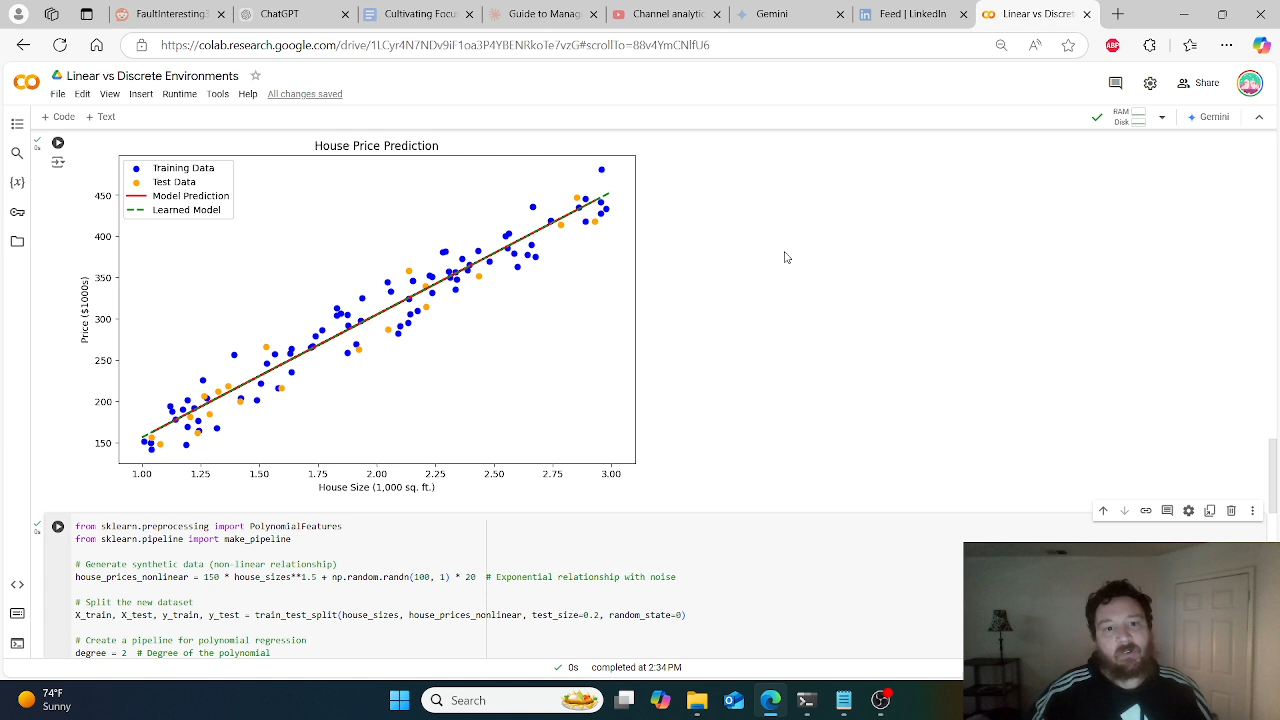 FauthInteresting3
ChatGPT
Cultivating Focus
Guide to Manag
Channel analytic
Gemini
Feed | LinkedIn
Linear vs Discret
https://colab.research.google.com/drive/1LCyr4N7NDv9iF1oa3P4YBENRkoTe7vzG#scrollTo=88v4YmCNlfU6
ABP
Linear vs Discrete Environments
Share
File Edit View Insert Runtime Tools Help All changes saved
+ Code + Text
RAM
Disk
Gemini
0s
House Price Prediction
Training Data
Test Data
Model Prediction
Learned Model
450
400
350
300
250
200
150
Price ($1000s)
1.00 1.25 1.50 1.75 2.00 2.25 2.50 2.75 3.00
House Size (1,000 sq. ft.)
0s
from sklearn.preprocessing import PolynomialFeatures
from sklearn.pipeline import make_pipeline
# Generate synthetic data (non-linear relationship)
house_prices_nonlinear = 150 * house_sizes**1.5 + np.random.randn(100, 1) * 20 # Exponential relationship with noise
# Split the new dataset
X_train, X_test, y_train, y_test = train_test_split(house_sizes, house_prices_nonlinear, test_size=0.2, random_state=0)
# Create a pipeline for polynomial regression
degree = 2 # Degree of the polynomial
0s completed at 2:34 PM
74°F
Sunny
Search